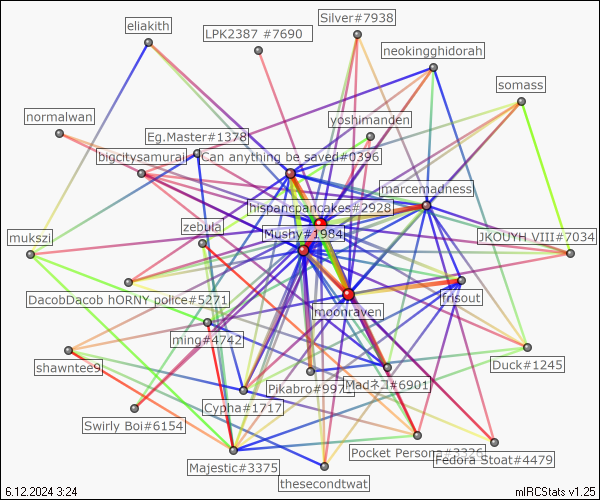 Silver#7938
eliakith
LPK2387 #7690
neokingghidorah
somass
normalwan
yoshimanden
Eg.Master#1378
bigcitysamurai
Can anything be saved#0396
marcemadness
hispancpancakes#2928
zebula
Mushy#1984
mukszi
JKOUYH VIII#7034
DacobDacob hORNY police#5271
frisout
moonraven
ming#4742
shawntee9
Duck#1245
Pikabro#997
Madネコ#6901
Cypha#1717
Swirly Boi#6154
Pocket Persona#3326
Fedora Stoat#4479
Majestic#3375
thesecondtwat
6.12.2024 3:24
mIRCStats v1.25